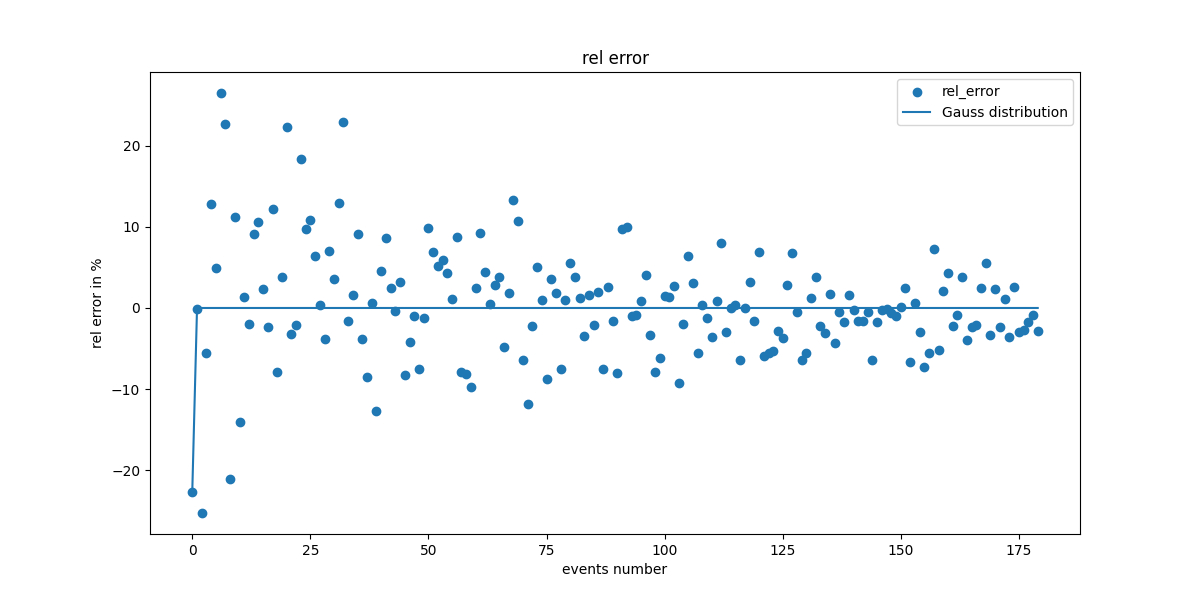 rel error
rel_error
Gauss distribution
rel error in %
20
10
0
−10
−20
0 25 50 75 100 125 150 175
events number